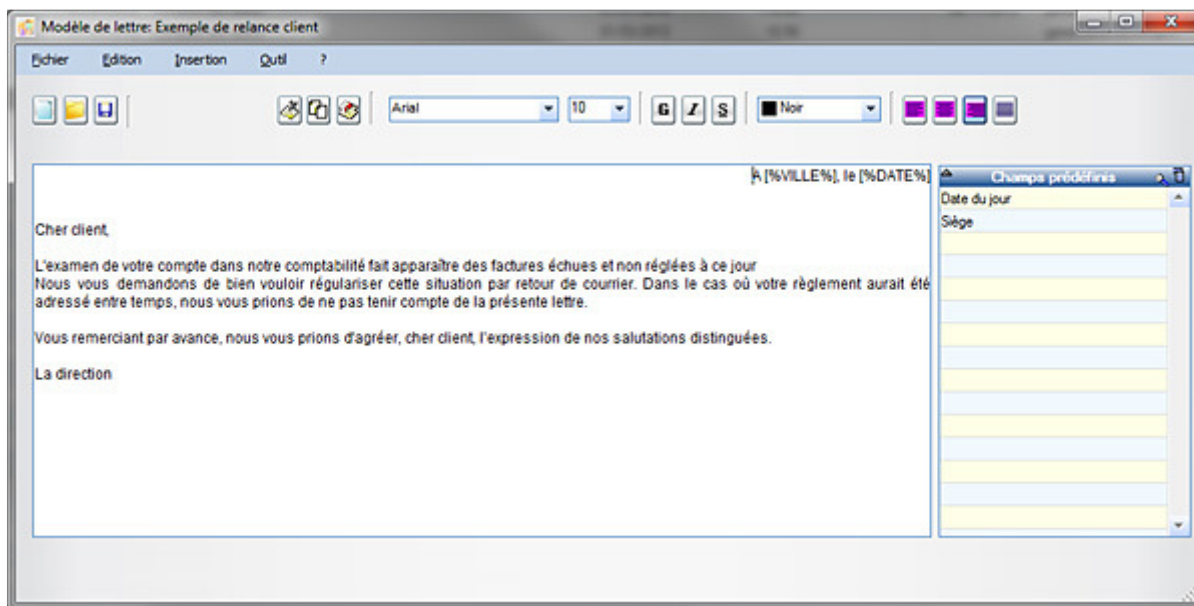 Modèle de lettre: Exemple de relance client
Fichier Edition Insertion Outil ?
Arial 10 G I S Noir
A [%VILLE%], le [%DATE%]
Champs prédéfinis
Date du jour
Siège
Cher client,
L'examen de votre compte dans notre comptabilité fait apparaître des factures échues et non réglées à ce jour
Nous vous demandons de bien vouloir régulariser cette situation par retour de courrier. Dans le cas où votre règlement aurait été
adressé entre temps, nous vous prions de ne pas tenir compte de la présente lettre.
Vous remerciant par avance, nous vous prions d'agréer, cher client, l'expression de nos salutations distinguées.
La direction